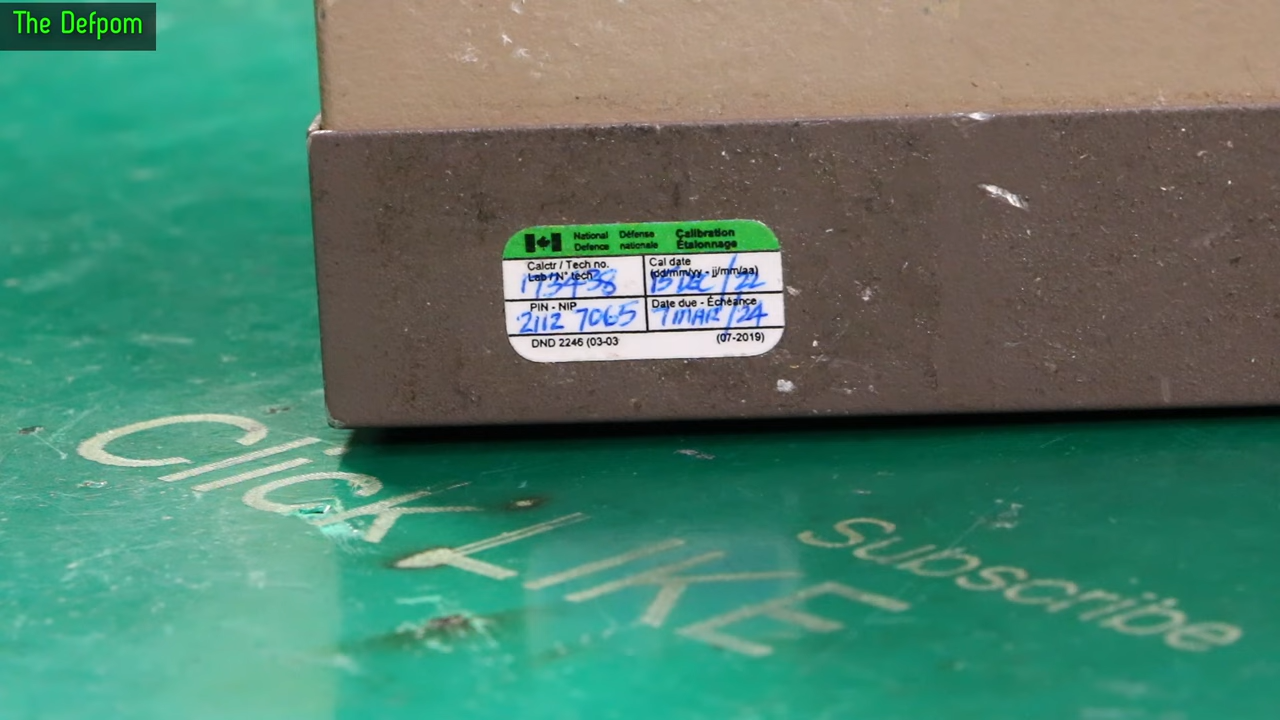 The Defpom
National Defence
Défense nationale
Calibration Étalonnage
Calctr / Tech no.
Lab / N° tech
173438
Cal date
(dd/mm/yy - jj/mm/aa)
15 DEC / 22
PIN - NIP
2112 7065
Date due - Échéance
7 MAR / 24
DND 2246 (03-03
(07-2019)
Click
LIKE
Subscribe